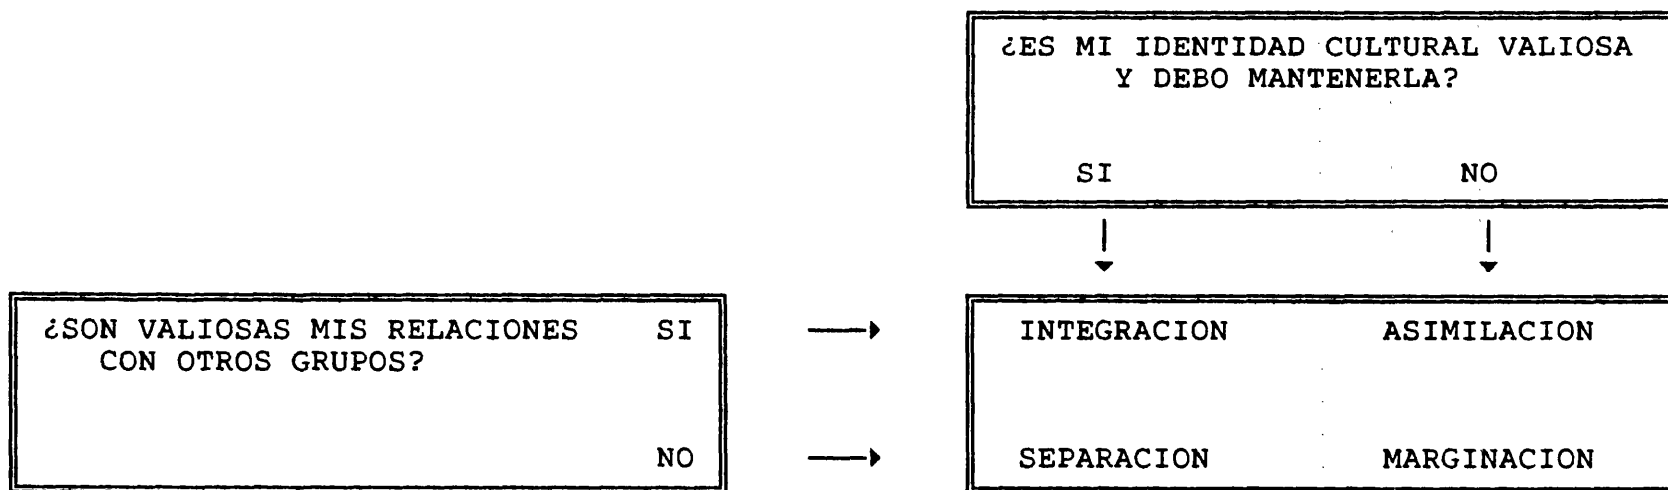 ¿ES MI IDENTIDAD CULTURAL VALIOSA
Y DEBO MANTENERLA?
SI NO
¿SON VALIOSAS MIS RELACIONES SI
CON OTROS GRUPOS?
NO
INTEGRACION ASIMILACION
SEPARACION MARGINACION